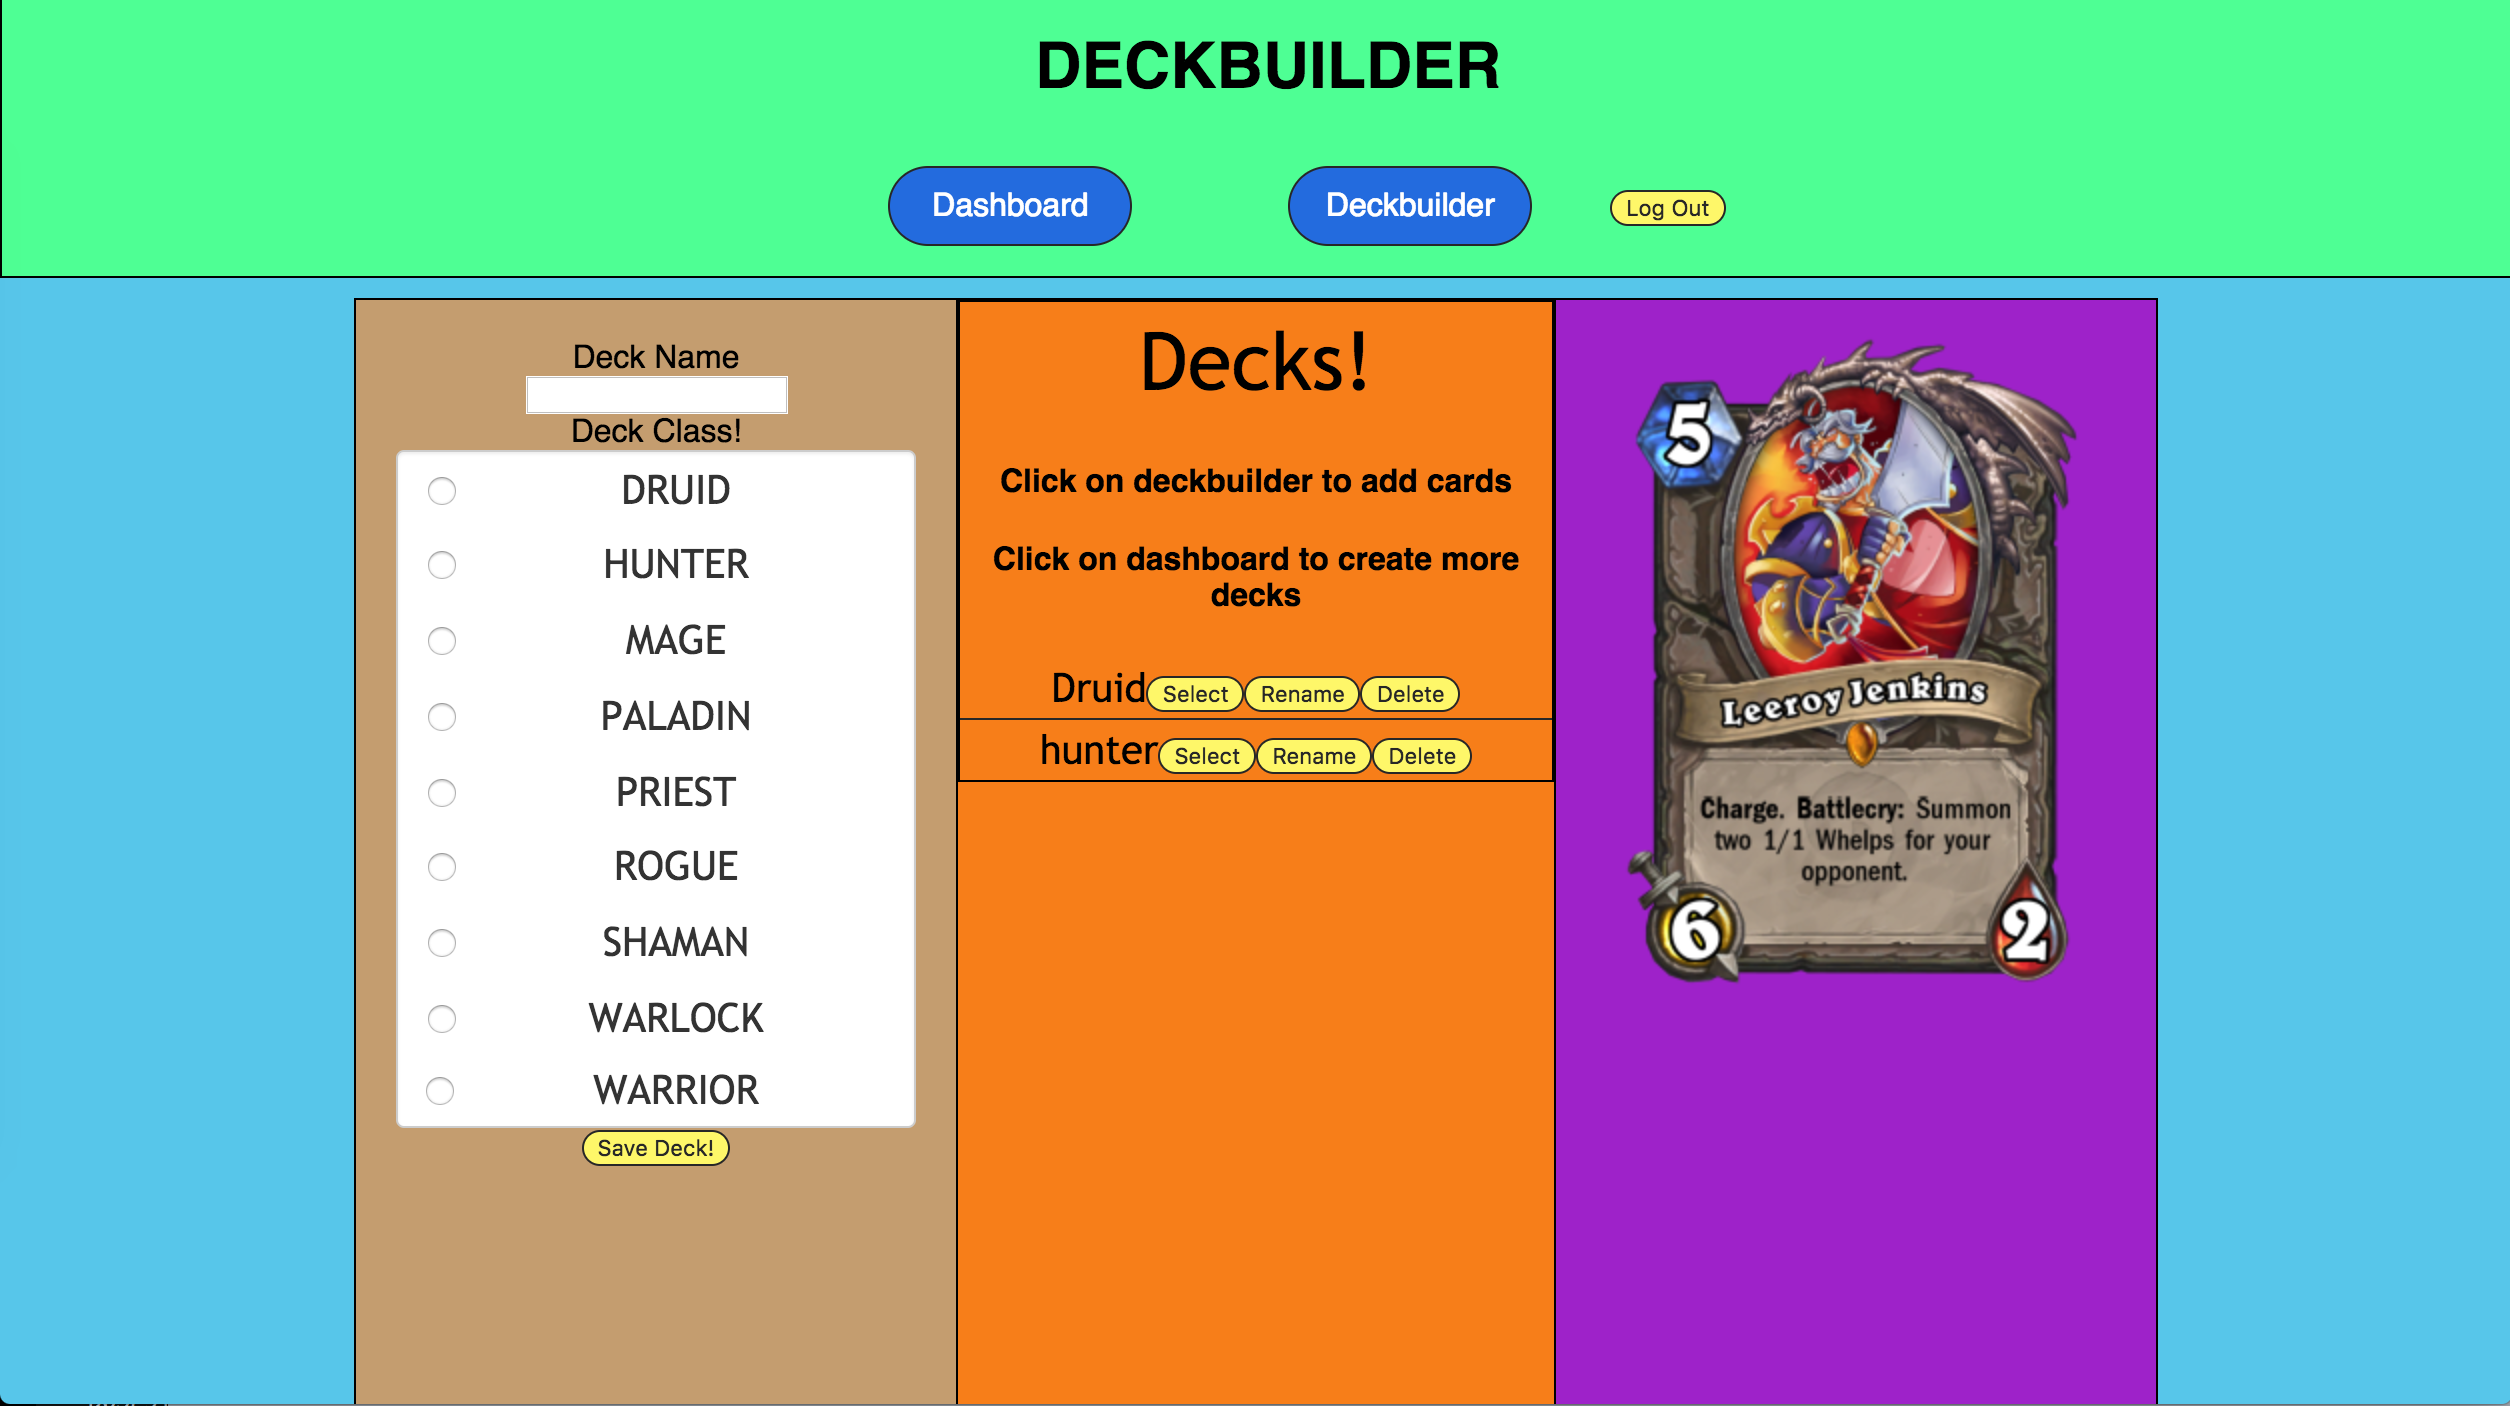 DECKBUILDER
Dashboard
Deckbuilder
Log Out
Deck Name
Deck Class!
DRUID
HUNTER
MAGE
PALADIN
PRIEST
ROGUE
SHAMAN
WARLOCK
WARRIOR
Save Deck!
Decks!
Click on deckbuilder to add cards
Click on dashboard to create more
decks
Druid Select Rename Delete
hunter Select Rename Delete
5
Leeroy Jenkins
Charge. Battlecry: Summon
two 1/1 Whelps for your
opponent.
6
2